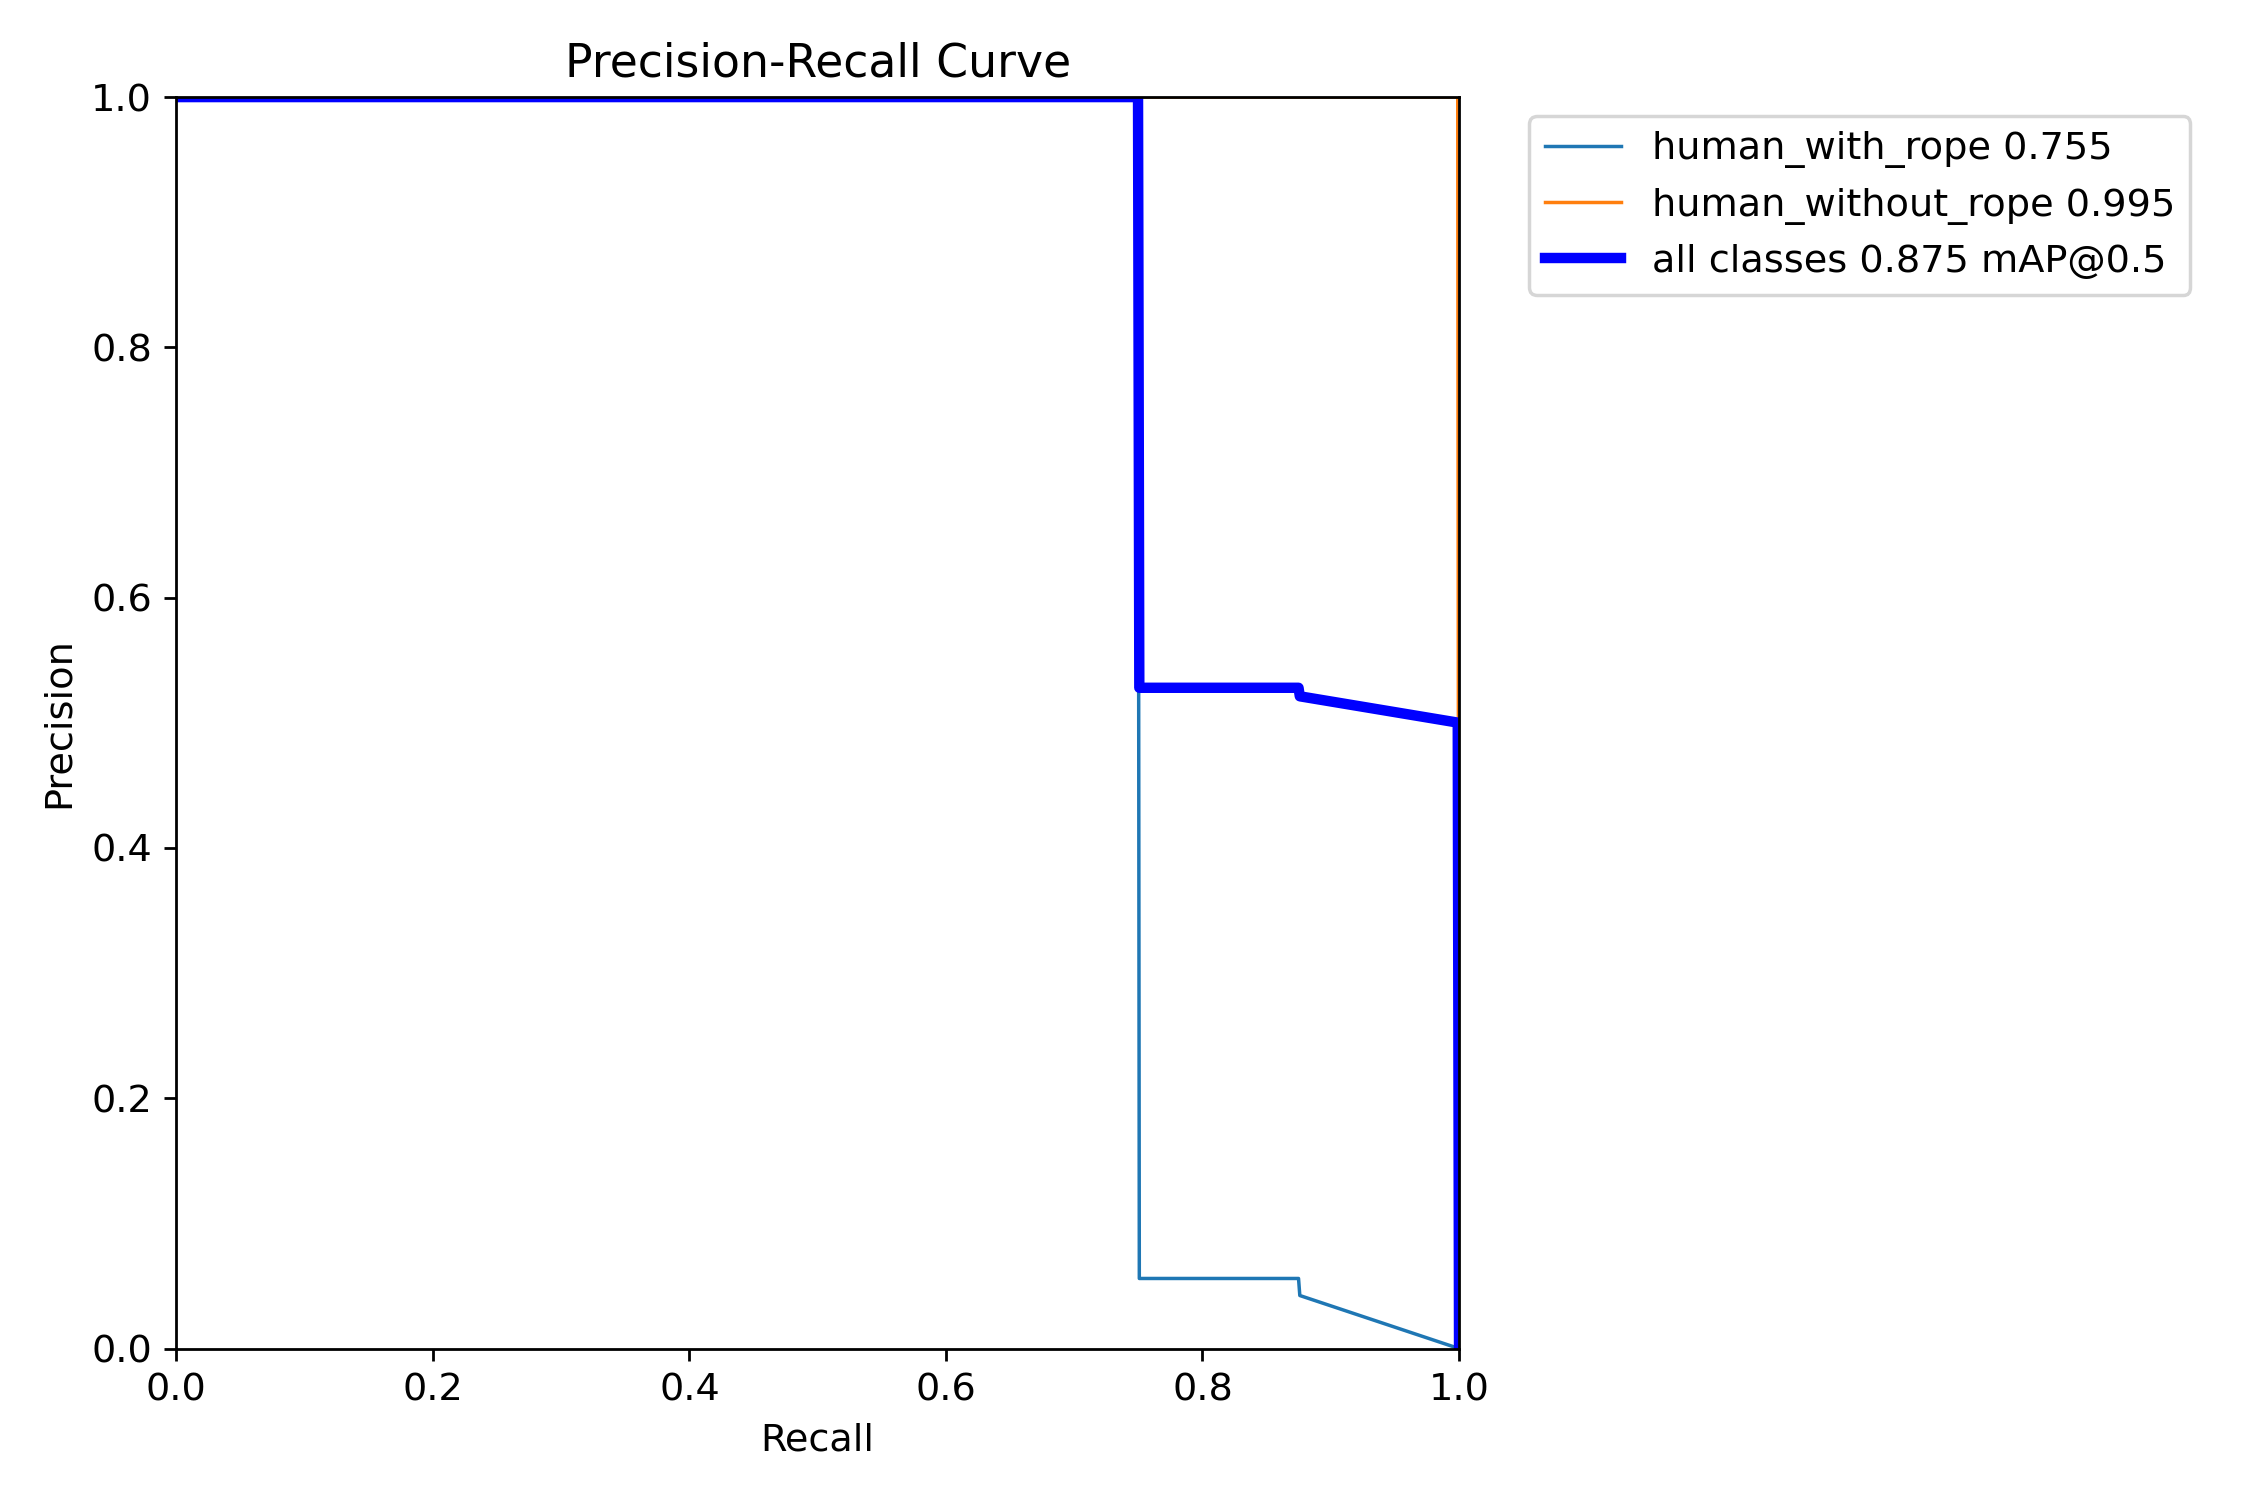 Precision-Recall Curve
1.0
0.8
0.6
0.4
0.2
0.0
Precision
0.0 0.2 0.4 0.6 0.8 1.0
Recall
human_with_rope 0.755
human_without_rope 0.995
all classes 0.875 mAP@0.5